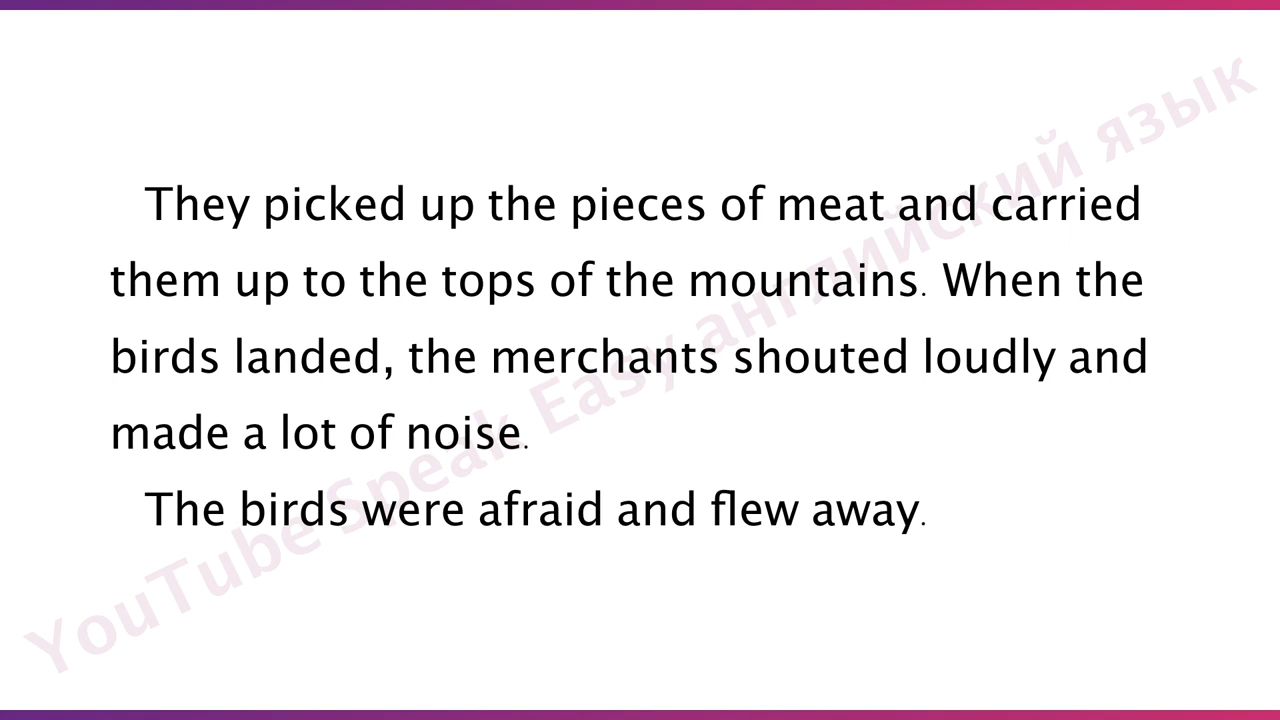 They picked up the pieces of meat and carried
them up to the tops of the mountains. When the
birds landed, the merchants shouted loudly and
made a lot of noise.
The birds were afraid and flew away.
YouTube Speak Easy английский язык